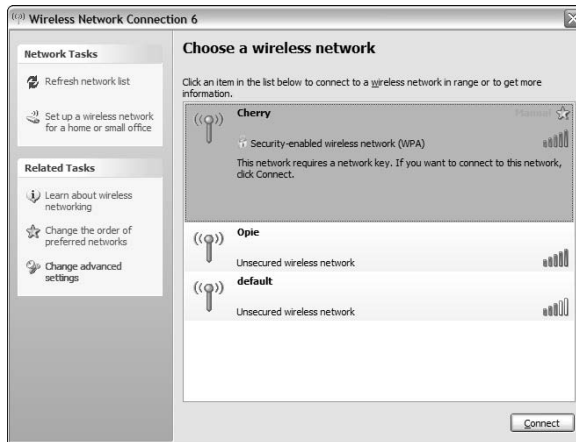 Wireless Network Connection 6
Network Tasks
Refresh network list
Set up a wireless network
for a home or small office
Related Tasks
Learn about wireless
networking
Change the order of
preferred networks
Change advanced
settings
Choose a wireless network
Click an item in the list below to connect to a wireless network in range or to get more
information.
Cherry Manual
Security-enabled wireless network (WPA)
This network requires a network key. If you want to connect to this network,
click Connect.
Opie
Unsecured wireless network
default
Unsecured wireless network
Connect